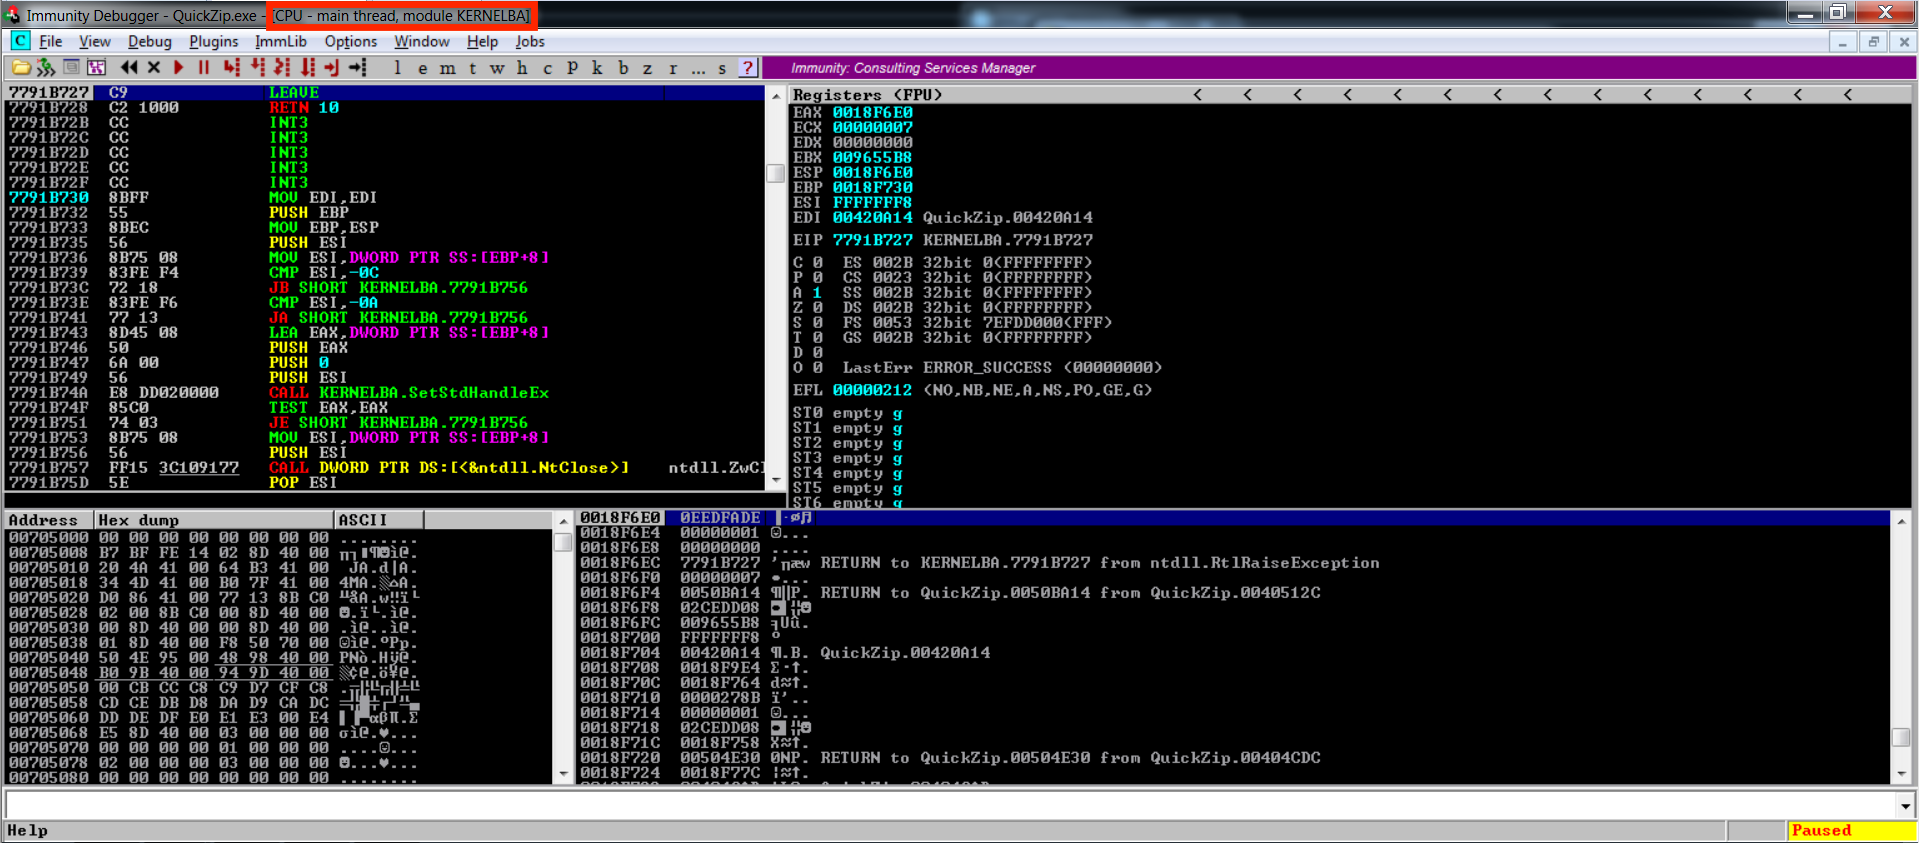 Immunity Debugger - QuickZip.exe - [CPU - main thread, module KERNELBA]
File View Debug Plugins ImmLib Options Window Help Jobs
l e m t w h c P k b z r ... s ?
Immunity: Consulting Services Manager
7791B727 C9 LEAVE
7791B728 C2 1000 RETN 10
7791B72B CC INT3
7791B72C CC INT3
7791B72D CC INT3
7791B72E CC INT3
7791B72F CC INT3
7791B730 8BFF MOV EDI,EDI
7791B732 55 PUSH EBP
7791B733 8BEC MOV EBP,ESP
7791B735 56 PUSH ESI
7791B736 8B75 08 MOV ESI,DWORD PTR SS:[EBP+8]
7791B739 83FE F4 CMP ESI,-0C
7791B73C 72 18 JB SHORT KERNELBA.7791B756
7791B73E 83FE F6 CMP ESI,-0A
7791B741 77 13 JA SHORT KERNELBA.7791B756
7791B743 8D45 08 LEA EAX,DWORD PTR SS:[EBP+8]
7791B746 50 PUSH EAX
7791B747 6A 00 PUSH 0
7791B749 56 PUSH ESI
7791B74A E8 DD020000 CALL KERNELBA.SetStdHandleEx
7791B74F 85C0 TEST EAX,EAX
7791B751 74 03 JE SHORT KERNELBA.7791B756
7791B753 8B75 08 MOV ESI,DWORD PTR SS:[EBP+8]
7791B756 56 PUSH ESI
7791B757 FF15 3C109177 CALL DWORD PTR DS:[<&ntdll.NtClose>] ntdll.ZwCl
7791B75D 5E POP ESI
Registers (FPU) < < < < < < < < < < < < < <
EAX 0018F6E0
ECX 00000007
EDX 00000000
EBX 009655B8
ESP 0018F6E0
EBP 0018F730
ESI FFFFFFF8
EDI 00420A14 QuickZip.00420A14
EIP 7791B727 KERNELBA.7791B727
C 0 ES 002B 32bit 0(FFFFFFFF)
P 0 CS 0023 32bit 0(FFFFFFFF)
A 1 SS 002B 32bit 0(FFFFFFFF)
Z 0 DS 002B 32bit 0(FFFFFFFF)
S 0 FS 0053 32bit 7EFDD000(FFF)
T 0 GS 002B 32bit 0(FFFFFFFF)
D 0
O 0 LastErr ERROR_SUCCESS (00000000)
EFL 00000212 (NO,NB,NE,A,NS,PO,GE,G)
ST0 empty g
ST1 empty g
ST2 empty g
ST3 empty g
ST4 empty g
ST5 empty g
ST6 empty g
Address Hex dump ASCII
00705000 00 00 00 00 00 00 00 00 ........
00705008 B7 BF FE 14 02 8D 40 00
00705010 20 4A 41 00 64 B3 41 00 JA.d|A.
00705018 34 4D 41 00 B0 7F 41 00
00705020 D0 86 41 00 77 13 8B C0
00705028 02 00 8B C0 00 8D 40 00
00705030 00 8D 40 00 00 8D 40 00 .ì@..ì@.
00705038 01 8D 40 00 F8 50 70 00
00705040 50 4E 95 00 48 98 40 00 PNò.Hÿ@.
00705048 B0 9B 40 00 94 9D 40 00
00705050 00 CB CC C8 C9 D7 CF C8
00705058 CD CE DB D8 DA D9 CA DC
00705060 DD DE DF E0 E1 E3 00 E4
00705068 E5 8D 40 00 03 00 00 00 σì@.♥...
00705070 00 00 00 00 01 00 00 00 ....☺...
00705078 02 00 00 00 03 00 00 00
00705080 00 00 00 00 00 00 00 00 ........
0018F6E0 0EEDFADE
0018F6E4 00000001 ☺...
0018F6E8 00000000 ....
0018F6EC 7791B727 RETURN to KERNELBA.7791B727 from ntdll.RtlRaiseException
0018F6F0 00000007 •...
0018F6F4 0050BA14 RETURN to QuickZip.0050BA14 from QuickZip.0040512C
0018F6F8 02CEDD08
0018F6FC 009655B8
0018F700 FFFFFFF8
0018F704 00420A14 ¶.B. QuickZip.00420A14
0018F708 0018F9E4
0018F70C 0018F764
0018F710 0000278B ï'..
0018F714 00000001 ☺...
0018F718 02CEDD08
0018F71C 0018F758
0018F720 00504E30 0NP. RETURN to QuickZip.00504E30 from QuickZip.00404CDC
0018F724 0018F77C
Help
Paused